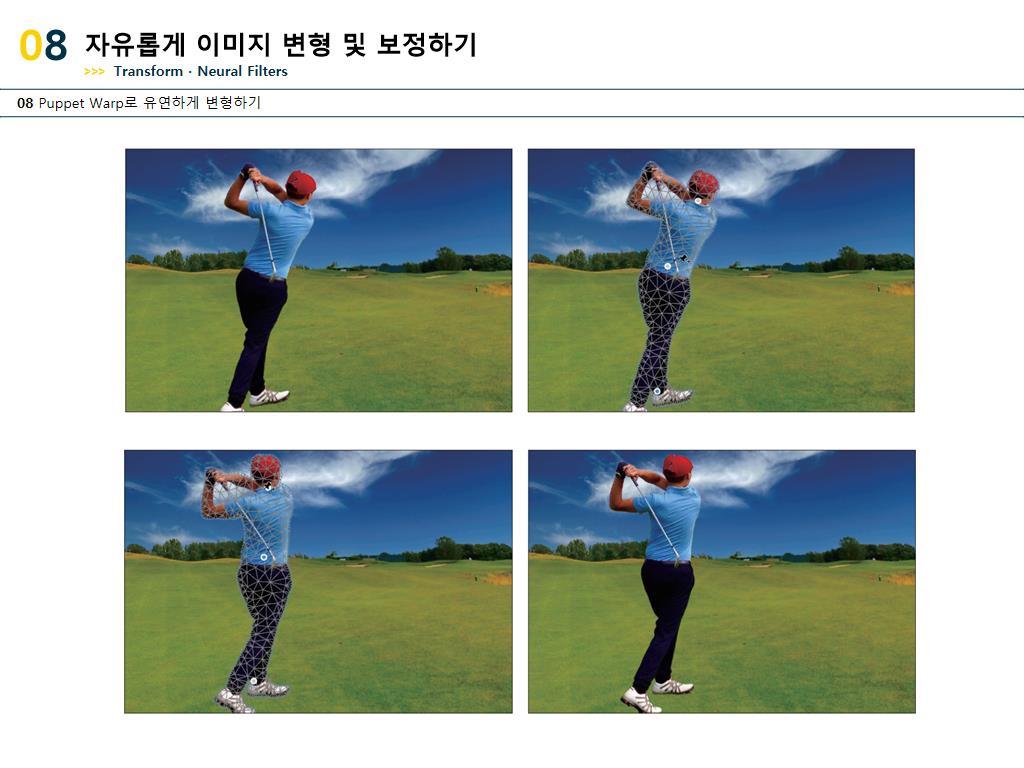 08 자유롭게 이미지 변형 및 보정하기
>>> Transform · Neural Filters
08 Puppet Warp로 유연하게 변형하기